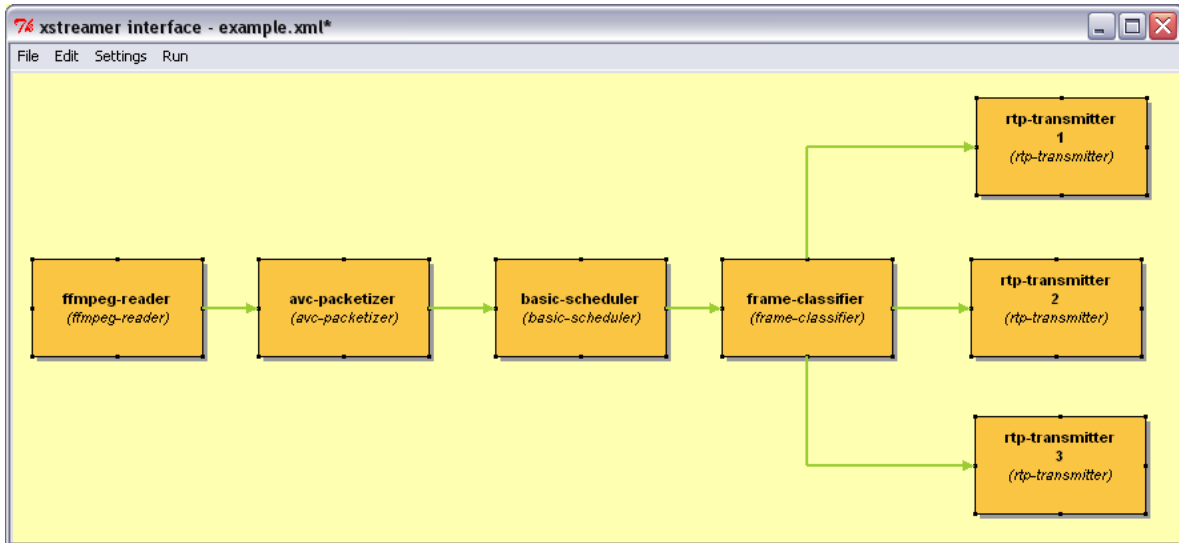 xstreamer interface - example.xml*
File Edit Settings Run
rtp-transmitter
1
(rtp-transmitter)
ffmpeg-reader
(ffmpeg-reader)
avc-packetizer
(avc-packetizer)
basic-scheduler
(basic-scheduler)
frame-classifier
(frame-classifier)
rtp-transmitter
2
(rtp-transmitter)
rtp-transmitter
3
(rtp-transmitter)